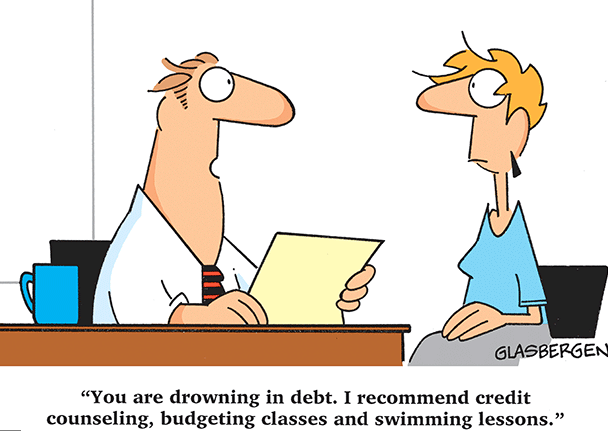 GLASBERGEN
“You are drowning in debt. I recommend credit
counseling, budgeting classes and swimming lessons.”